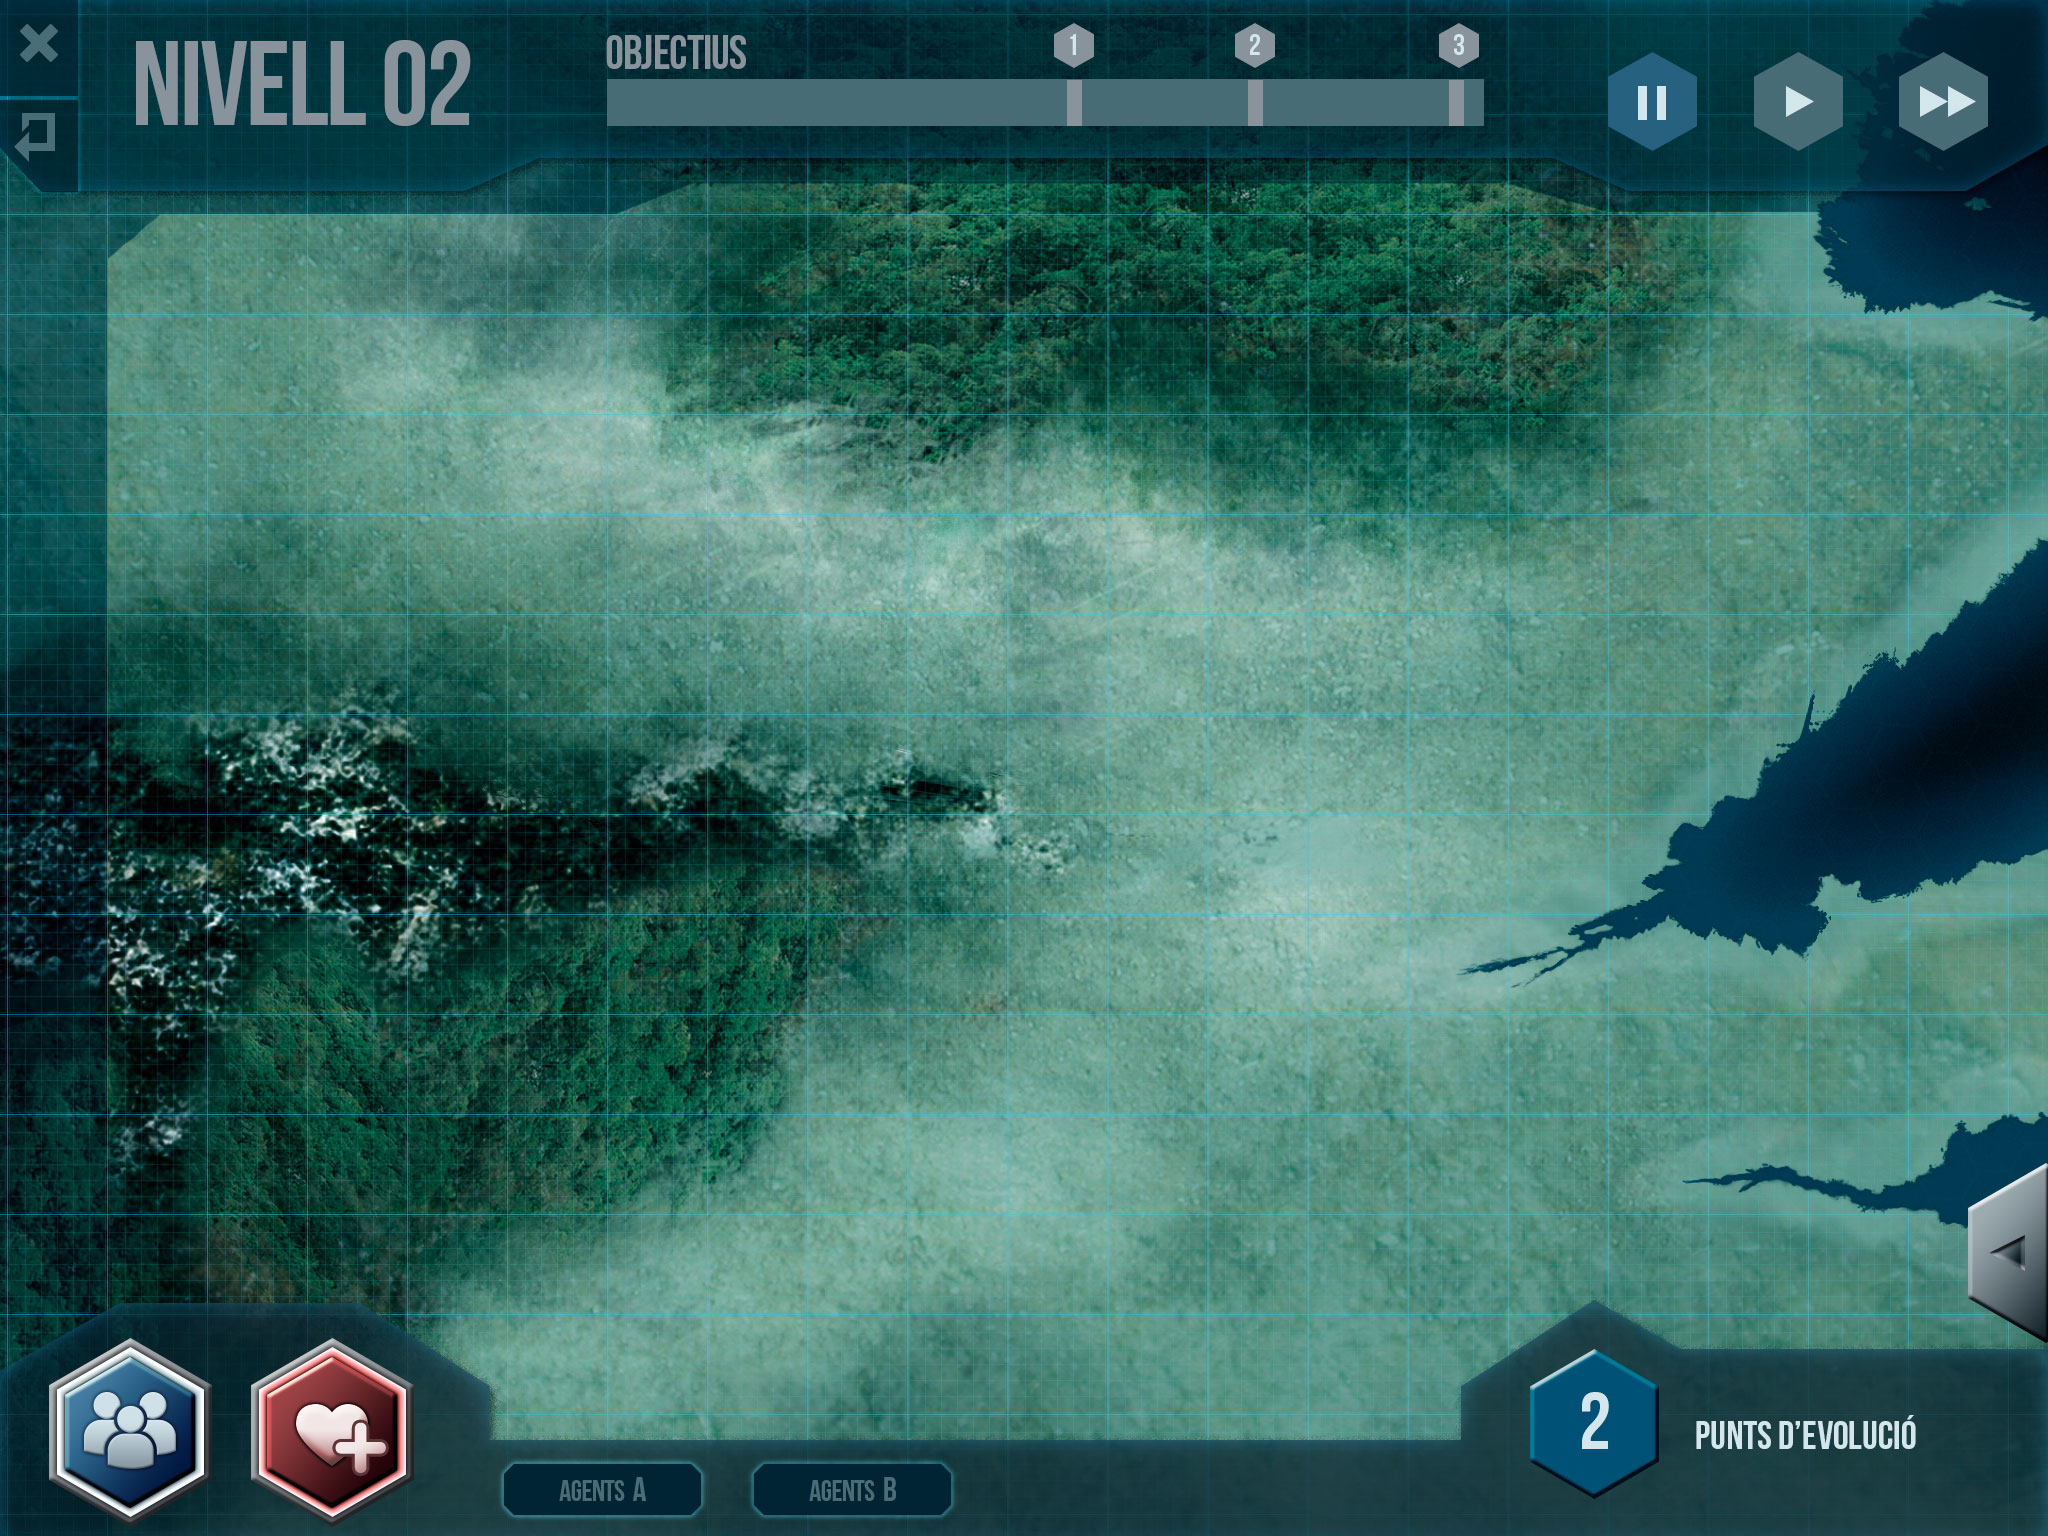 NIVELL 02
OBJECTIUS
1
2
3
AGENTS A
AGENTS B
2
PUNTS D'EVOLUCIÓ